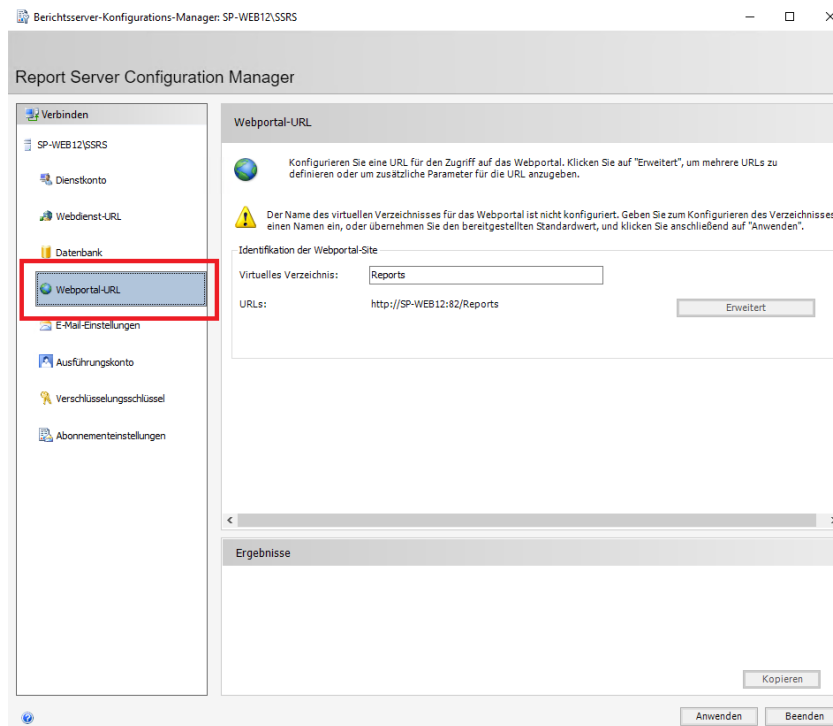 Berichtsserver-Konfigurations-Manager: SP-WEB12\SSRS
Report Server Configuration Manager
Verbinden
SP-WEB12\SSRS
Dienstkonto
Webdienst-URL
Datenbank
Webportal-URL
E-Mail-Einstellungen
Ausführungskonto
Verschlüsselungsschlüssel
Abonnementeinstellungen
Webportal-URL
Konfigurieren Sie eine URL für den Zugriff auf das Webportal. Klicken Sie auf "Erweitert", um mehrere URLs zu
definieren oder um zusätzliche Parameter für die URL anzugeben.
Der Name des virtuellen Verzeichnisses für das Webportal ist nicht konfiguriert. Geben Sie zum Konfigurieren des Verzeichnisses
einen Namen ein, oder übernehmen Sie den bereitgestellten Standardwert, und klicken Sie anschließend auf "Anwenden".
Identifikation der Webportal-Site
Virtuelles Verzeichnis: Reports
URLs: http://SP-WEB12:82/Reports
Erweitert
Ergebnisse
Kopieren
Anwenden Beenden